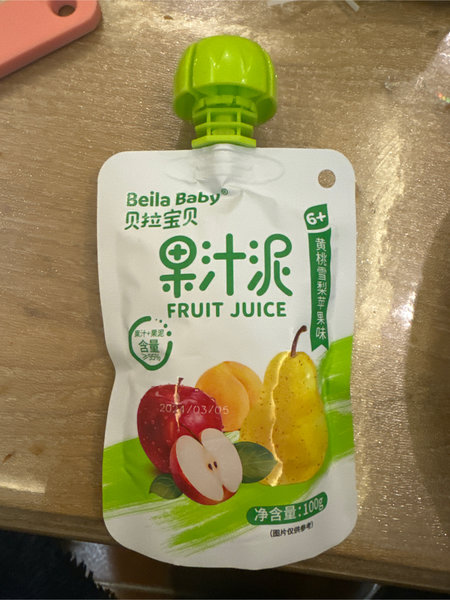 Beila Baby®
贝拉宝贝
果汁泥
FRUIT JUICE
6+
黄桃雪梨苹果味
果汁+果泥
含量
≥95%
2021/03/05
净含量:100g
(图片仅供参考)